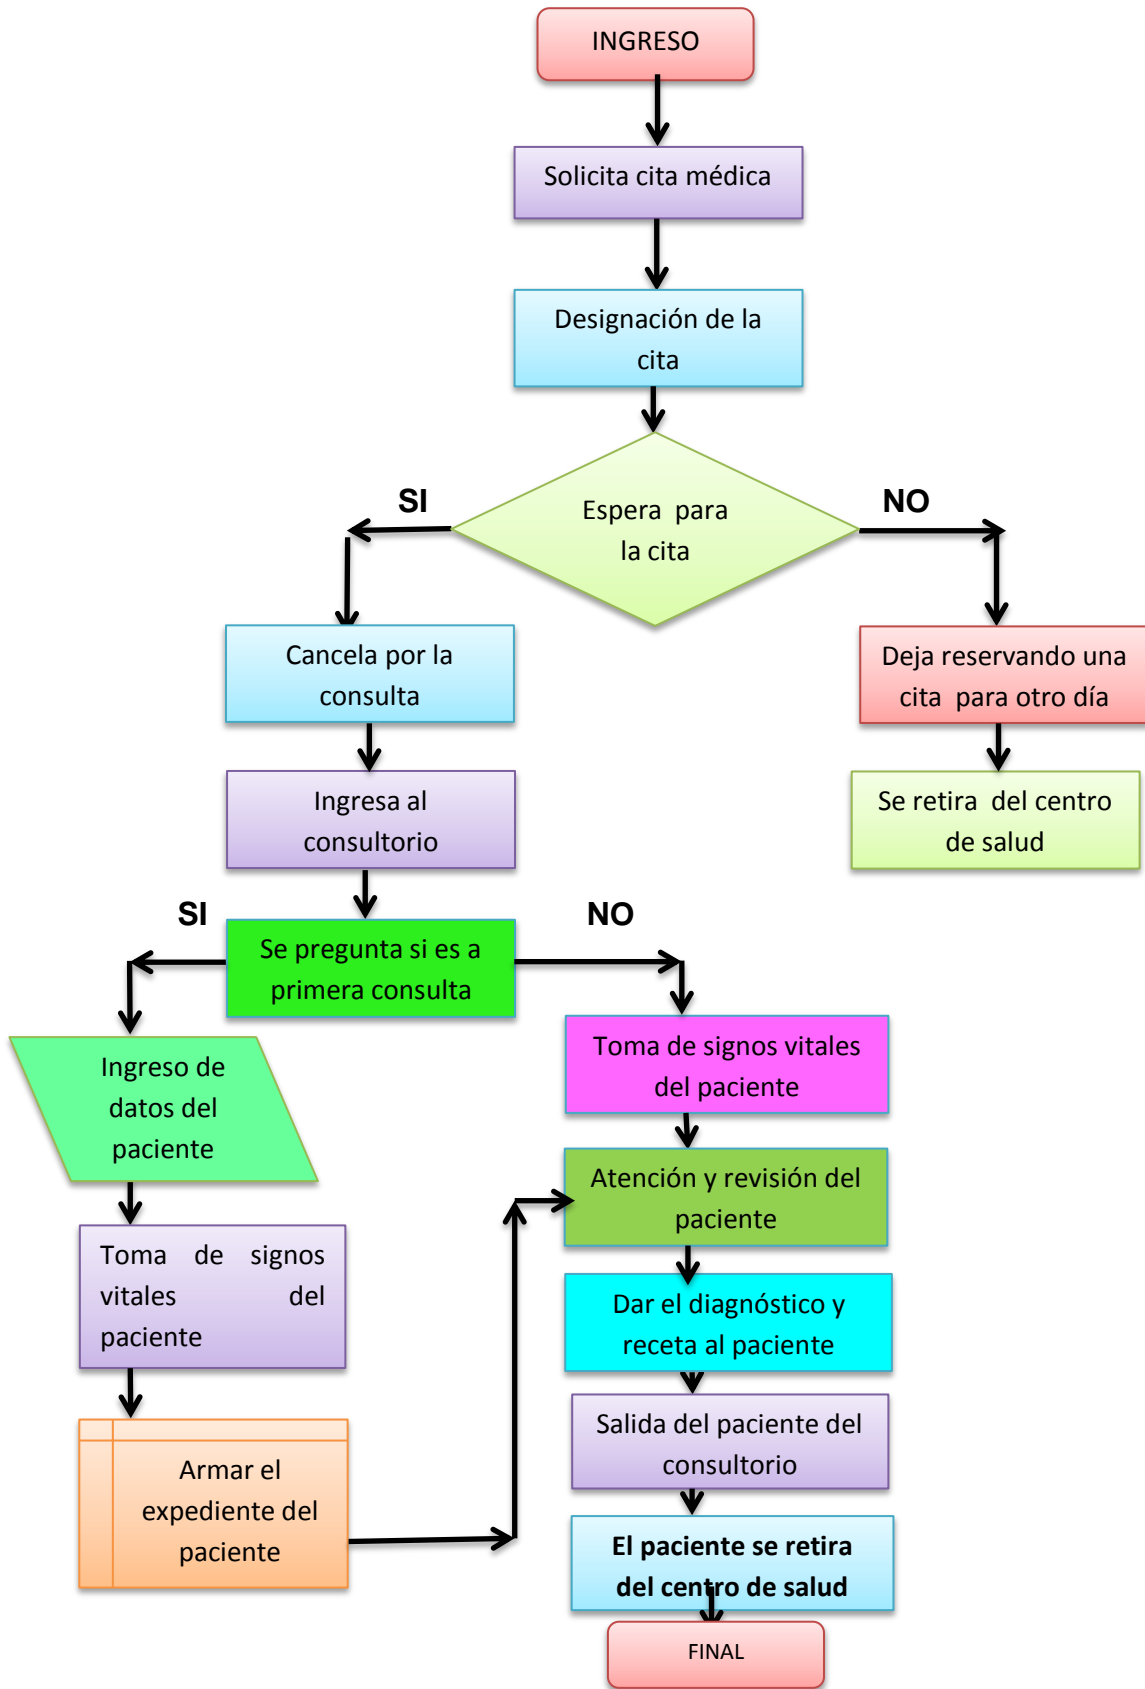 INGRESO
Solicita cita médica
Designación de la
cita
SI
NO
Espera para
la cita
Cancela por la
consulta
Deja reservando una
cita para otro día
Ingresa al
consultorio
Se retira del centro
de salud
SI
NO
Se pregunta si es a
primera consulta
Ingreso de
datos del
paciente
Toma de signos vitales
del paciente
Toma de signos
vitales del
paciente
Atención y revisión del
paciente
Dar el diagnóstico y
receta al paciente
Armar el
expediente del
paciente
Salida del paciente del
consultorio
El paciente se retira
del centro de salud
FINAL